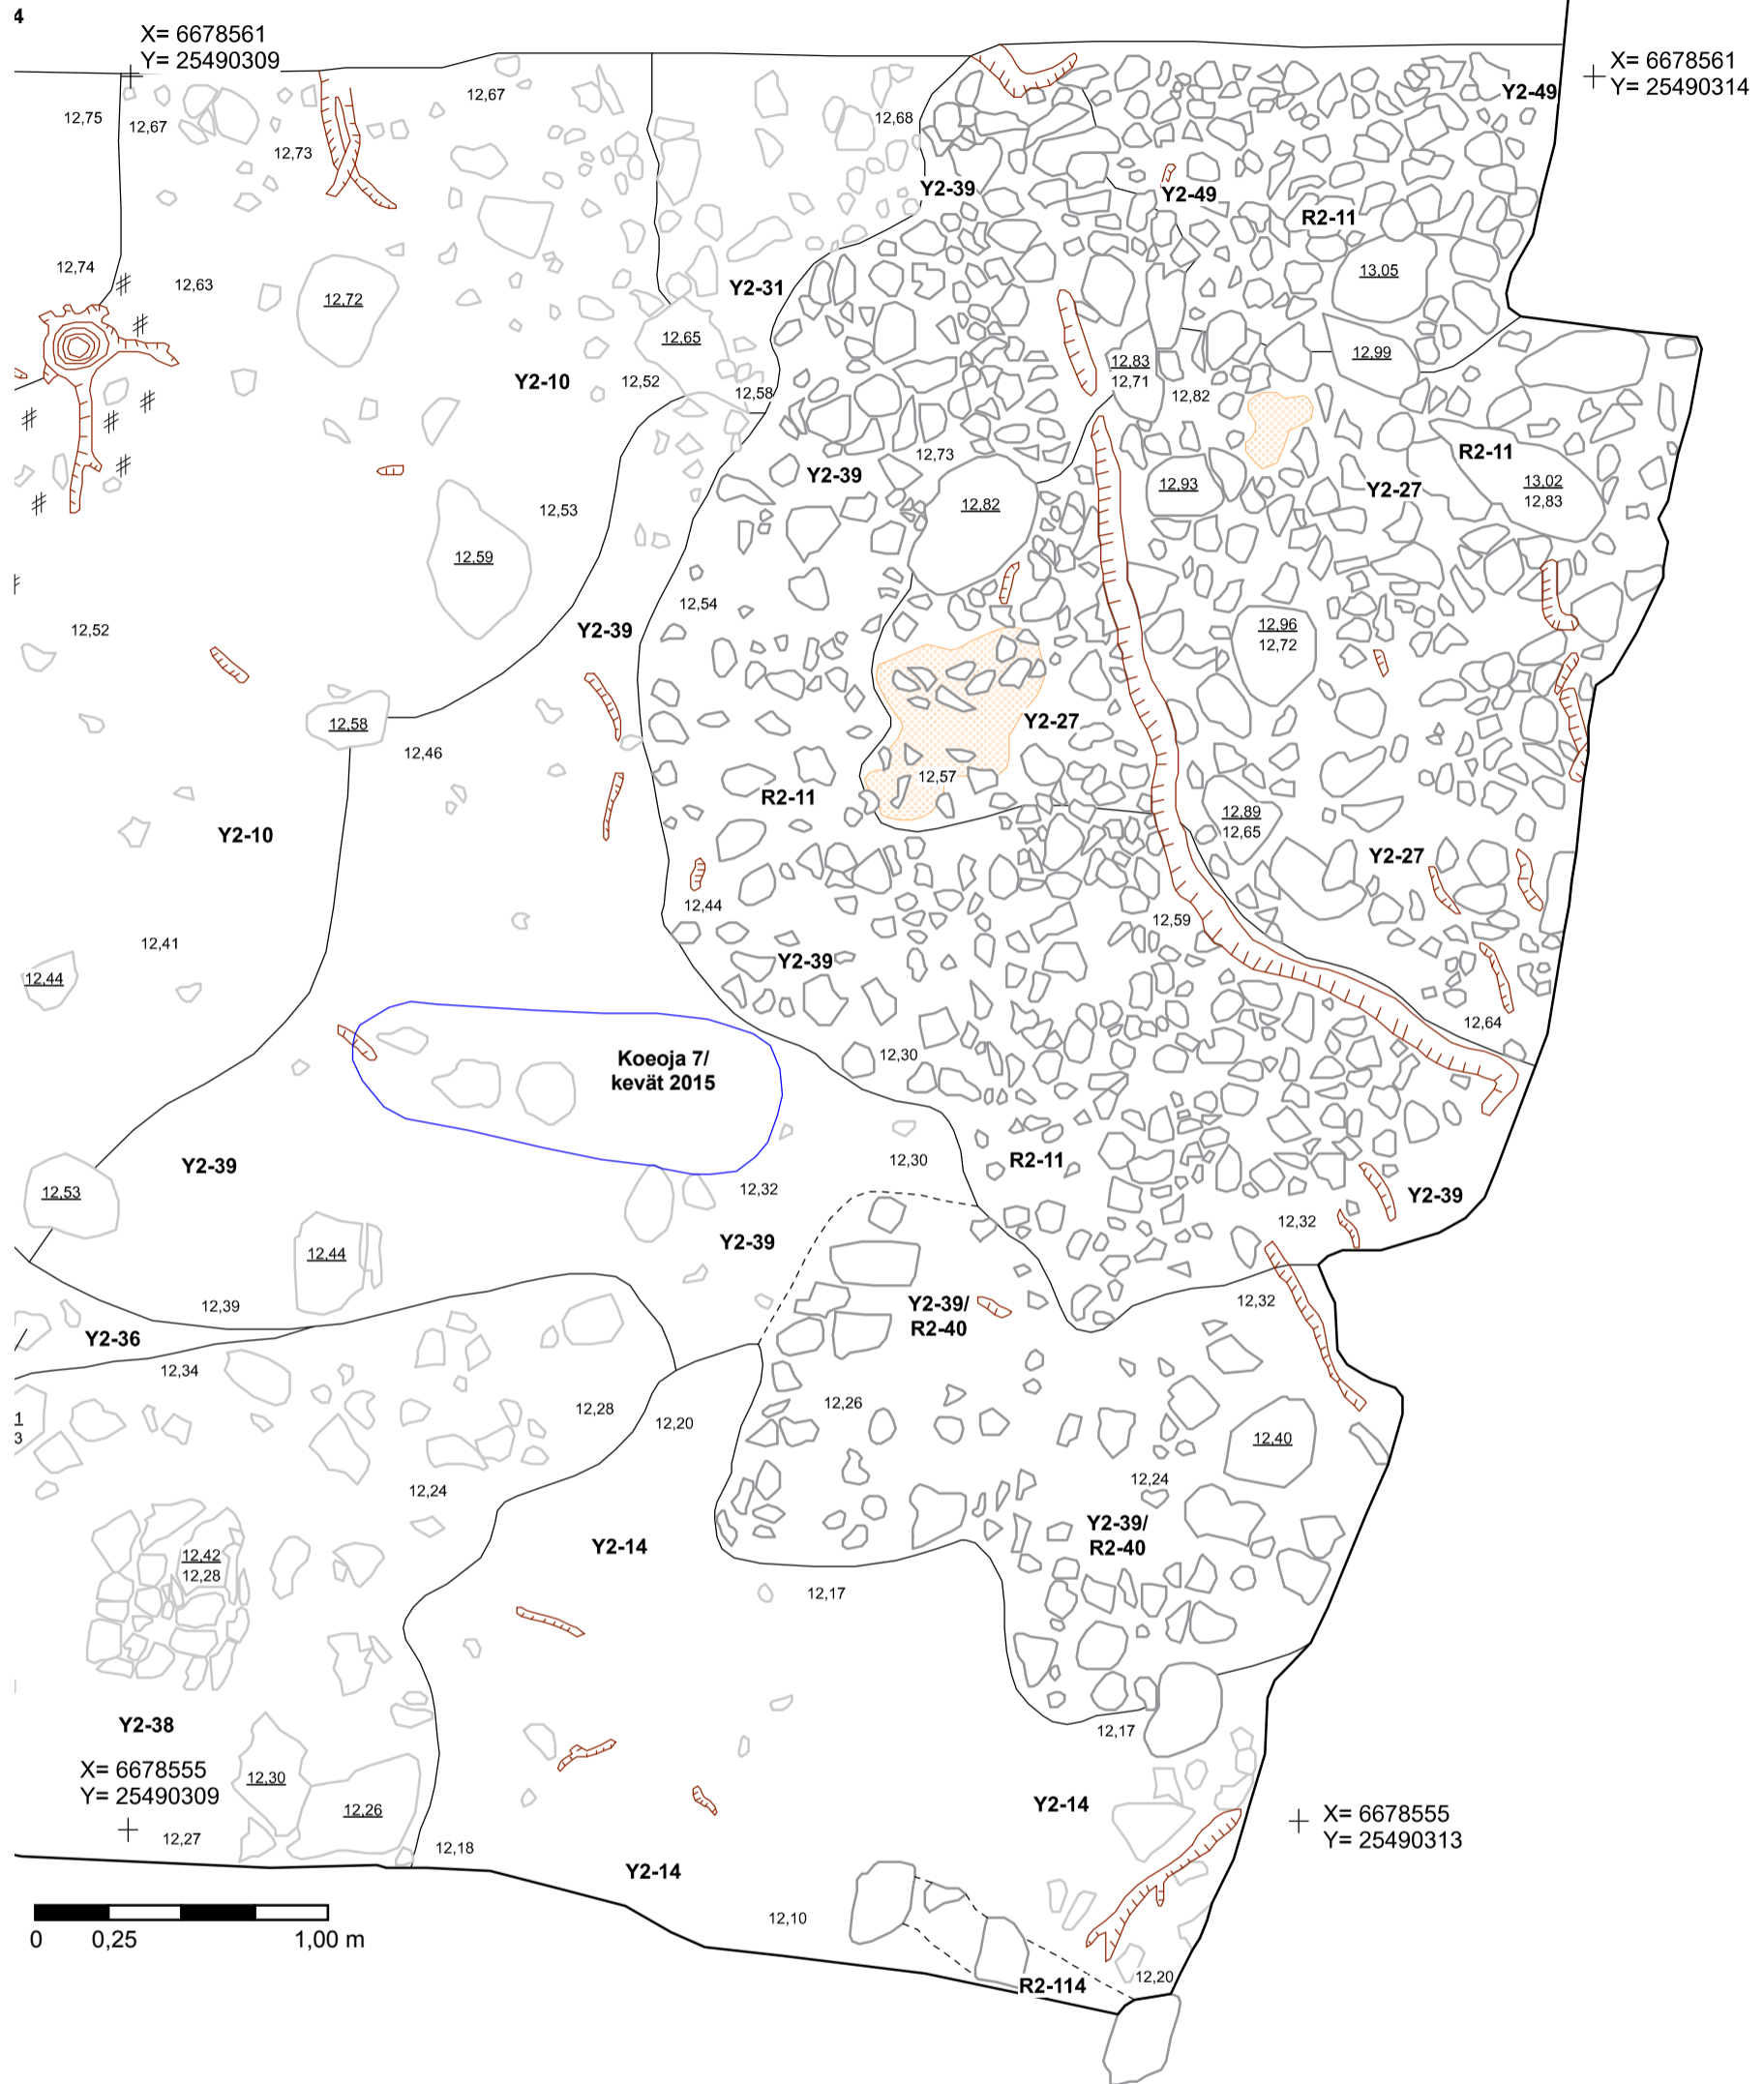 4
X= 6678561
Y= 25490309
X= 6678561
Y= 25490314
12,75
12,67
12,67
12,68
12,73
Y2-49
Y2-39
Y2-49
R2-11
12,74
12,63
12,72
Y2-31
13,05
12,65
12,83
12,71
12,99
Y2-10
12,52
12,58
12,82
12,73
R2-11
Y2-39
12,93
Y2-27
13,02
12,83
12,82
12,53
12,59
12,54
12,52
Y2-39
12,96
12,72
12,58
12,46
Y2-27
12,57
R2-11
12,89
12,65
Y2-10
Y2-27
12,44
12,59
12,41
Y2-39
12,44
12,64
Koeoja 7/
kevät 2015
12,30
Y2-39
12,30
R2-11
12,53
12,32
Y2-39
12,32
12,44
Y2-39
12,39
Y2-39/
R2-40
12,32
Y2-36
12,34
12,28
12,20
12,26
1
3
12,40
12,24
12,24
Y2-39/
R2-40
Y2-14
12,42
12,28
12,17
Y2-38
12,17
X= 6678555
Y= 25490309
12,30
12,26
Y2-14
X= 6678555
Y= 25490313
12,27
12,18
Y2-14
12,10
0 0,25 1,00 m
12,20
R2-114